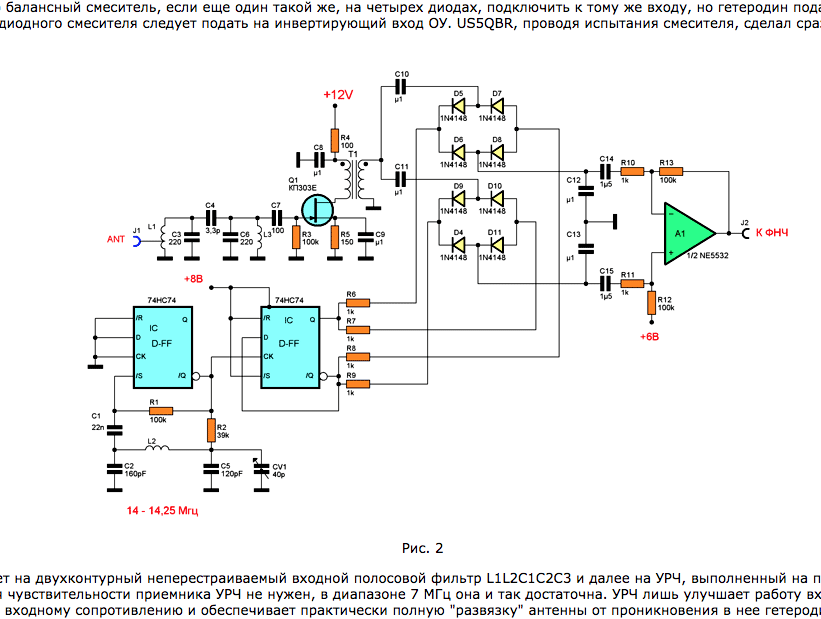 балансный смеситель, если еще один такой же, на четырех диодах, подключить к тому же входу, но гетеродин
диодного смесителя следует подать на инвертирующий вход ОУ. US5QBR, проводя испытания смесителя, сделал
+12V
C10
µ1
D5
D7
1N4148
1N4148
R4
100
C8
µ1
T1
D6
D8
1N4148
1N4148
C11
µ1
Q1
КП303Е
D9
D10
1N4148
1N4148
D4
D11
1N4148
1N4148
C12
µ1
C13
µ1
C14
1µ5
R10
1k
R13
100k
A1
-
+
1/2 NE5532
J2
К ФНЧ
C15
1µ5
R11
1k
R12
100k
+6В
ANT
J1
L1
C3
220
C4
3,3p
C6
220
L3
C7
100
R3
100k
R5
150
C9
µ1
+8В
74HC74
/R
Q
IC
D
D-FF
CK
/S
/Q
74HC74
/R
Q
IC
D
D-FF
CK
/S
/Q
R6
1k
R7
1k
R8
1k
R9
1k
R1
100k
C1
22n
R2
39k
L2
C2
160pF
C5
120pF
CV1
40p
14 - 14,25 Мгц
Рис. 2
на двухконтурный неперестраиваемый входной полосовой фильтр L1L2C1C2C3 и далее на УРЧ, выполненный на
чувствительности приемника УРЧ не нужен, в диапазоне 7 МГц она и так достаточна. УРЧ лишь улучшает работу
входному сопротивлению и обеспечивает практически полную "развязку" антенны от проникновения в нее